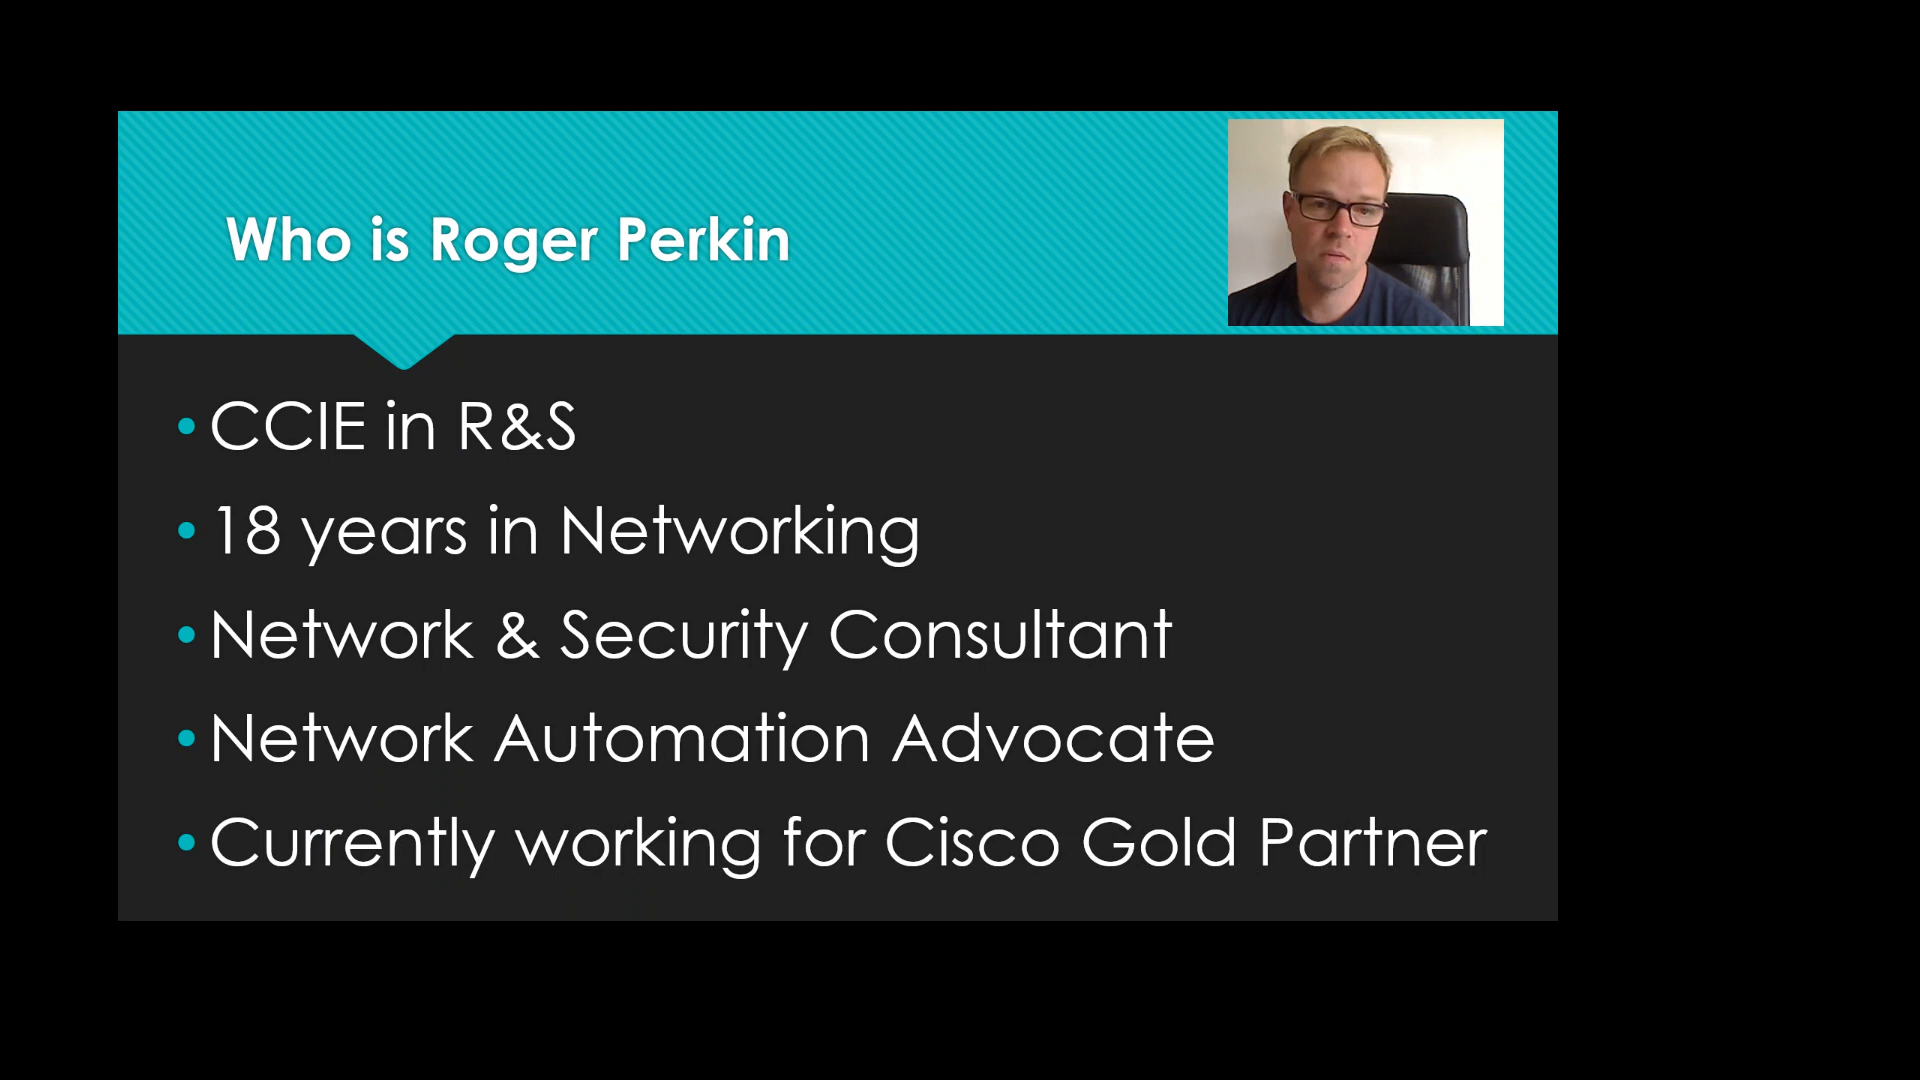 Who is Roger Perkin
• CCIE in R&S
• 18 years in Networking
• Network & Security Consultant
• Network Automation Advocate
• Currently working for Cisco Gold Partner